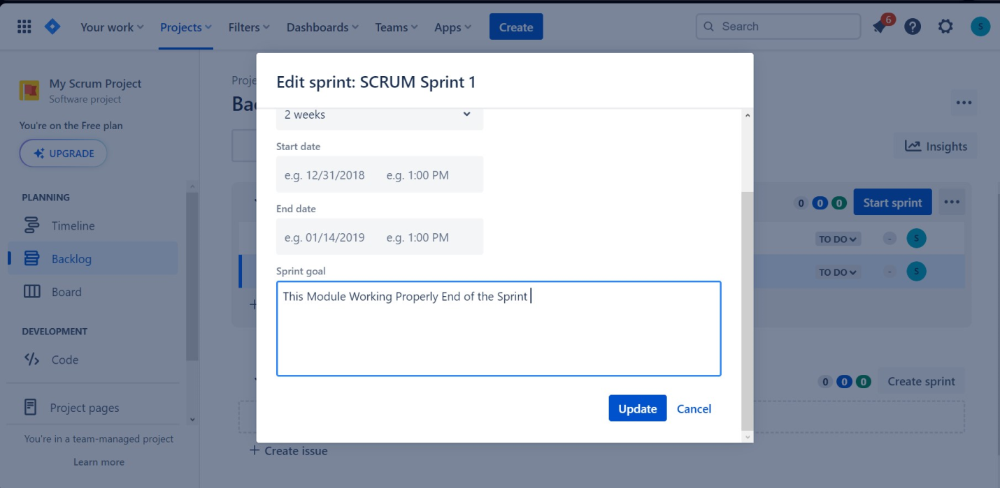 Your work
Projects
Filters
Dashboards
Teams
Apps
Create
Search
6
S
My Scrum Project
Software project
You're on the Free plan
UPGRADE
PLANNING
Timeline
Backlog
Board
DEVELOPMENT
Code
Project pages
You're in a team-managed project
Learn more
Proje
Ba
Insights
0 0 0 Start sprint
TO DO - S
TO DO - S
0 0 0 Create sprint
+ Create issue
Edit sprint: SCRUM Sprint 1
2 weeks
Start date
e.g. 12/31/2018 e.g. 1:00 PM
End date
e.g. 01/14/2019 e.g. 1:00 PM
Sprint goal
This Module Working Properly End of the Sprint
Update Cancel